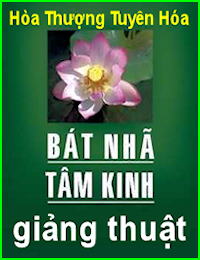 Hòa Thượng Tuyên Hóa
BÁT NHÃ
TÂM KINH
giảng thuật